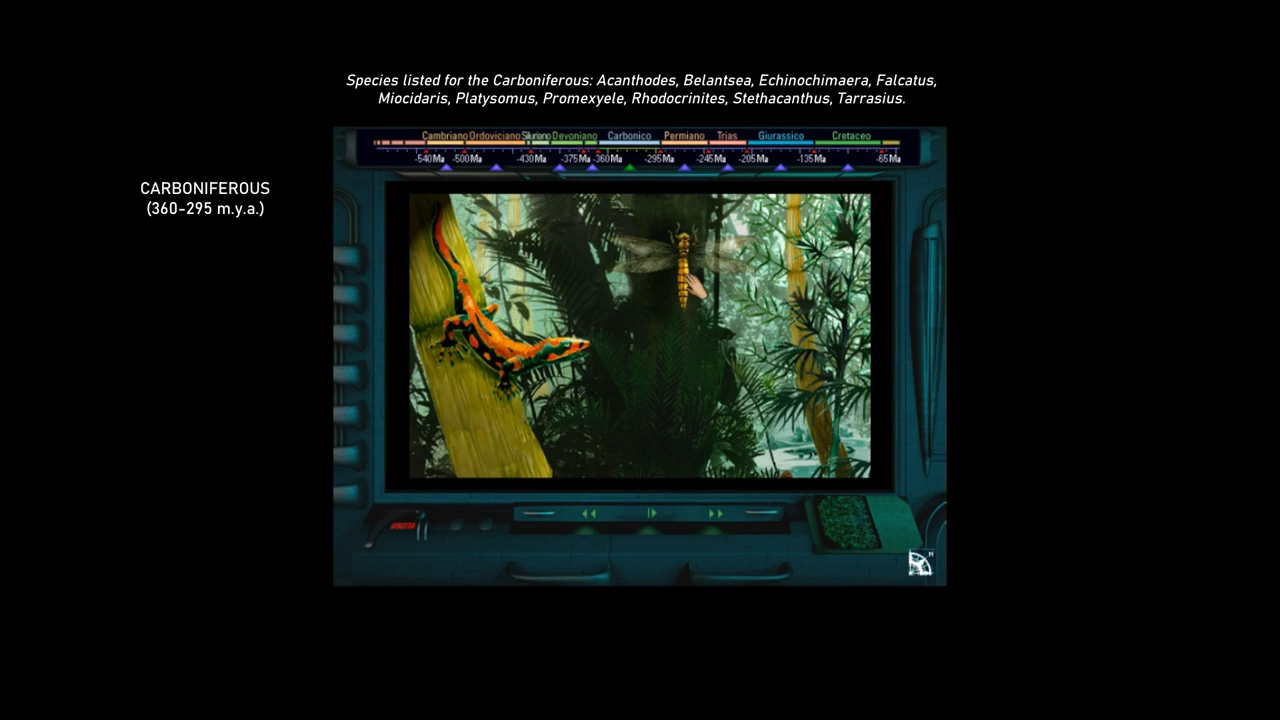 Species listed for the Carboniferous: Acanthodes, Belantsea, Echinochimaera, Falcatus,
Miocidaris, Platysomus, Promexyele, Rhodocrinites, Stethacanthus, Tarrasius.
Cambriano Ordoviciano Siluriano Devoniano Carbonico Permiano Trias Giurassico Cretaceo
-540Ma -500Ma -430Ma -375Ma -360Ma -295Ma -245Ma -205Ma -135Ma -65Ma
CARBONIFEROUS
(360-295 m.y.a.)
USCITA
N